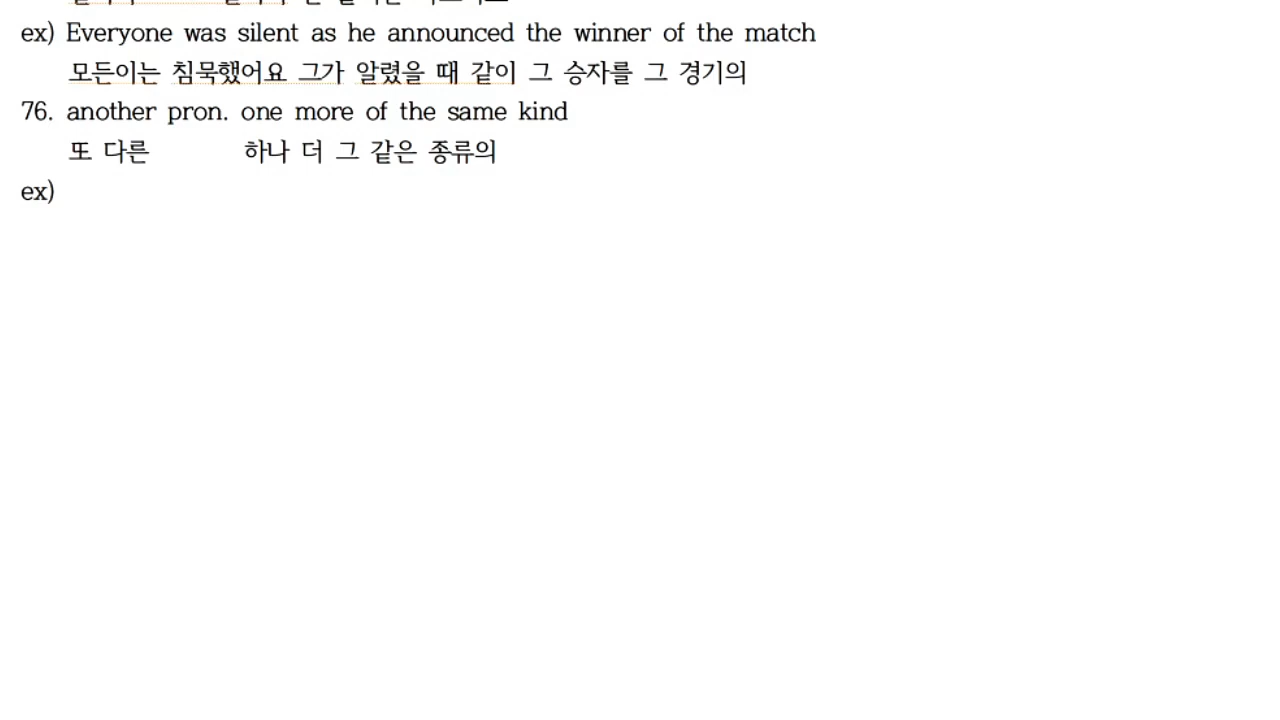 ex) Everyone was silent as he announced the winner of the match
모든이는 침묵했어요 그가 알렸을 때 같이 그 승자를 그 경기의
76. another pron. one more of the same kind
또 다른 하나 더 그 같은 종류의
ex)